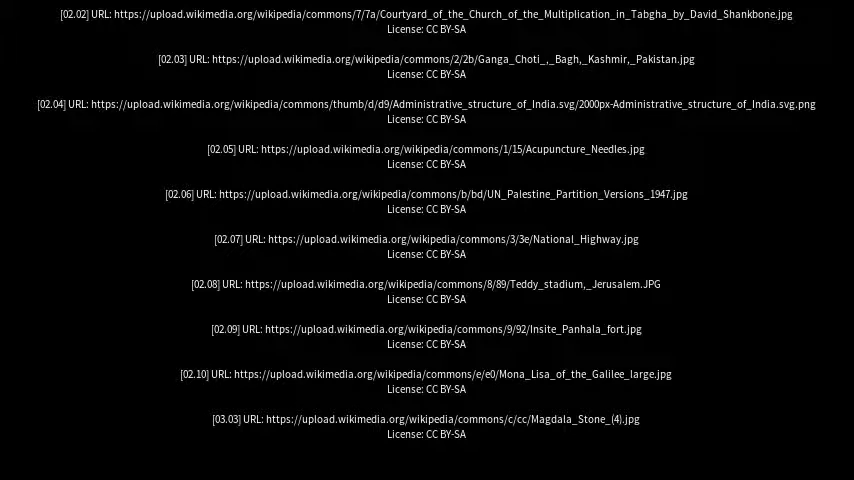 [02.02] URL: https://upload.wikimedia.org/wikipedia/commons/7/7a/Courtyard_of_the_Church_of_the_Multiplication_in_Tabgha_by_David_Shankbone.jpg
License: CC BY-SA
[02.03] URL: https://upload.wikimedia.org/wikipedia/commons/2/2b/Ganga_Choti_,_Bagh,_Kashmir,_Pakistan.jpg
License: CC BY-SA
[02.04] URL: https://upload.wikimedia.org/wikipedia/commons/thumb/d/d9/Administrative_structure_of_India.svg/2000px-Administrative_structure_of_India.svg.png
License: CC BY-SA
[02.05] URL: https://upload.wikimedia.org/wikipedia/commons/1/15/Acupuncture_Needles.jpg
License: CC BY-SA
[02.06] URL: https://upload.wikimedia.org/wikipedia/commons/b/bd/UN_Palestine_Partition_Versions_1947.jpg
License: CC BY-SA
[02.07] URL: https://upload.wikimedia.org/wikipedia/commons/3/3e/National_Highway.jpg
License: CC BY-SA
[02.08] URL: https://upload.wikimedia.org/wikipedia/commons/8/89/Teddy_stadium,_Jerusalem.JPG
License: CC BY-SA
[02.09] URL: https://upload.wikimedia.org/wikipedia/commons/9/92/Insite_Panhala_fort.jpg
License: CC BY-SA
[02.10] URL: https://upload.wikimedia.org/wikipedia/commons/e/e0/Mona_Lisa_of_the_Galilee_large.jpg
License: CC BY-SA
[03.03] URL: https://upload.wikimedia.org/wikipedia/commons/c/cc/Magdala_Stone_(4).jpg
License: CC BY-SA